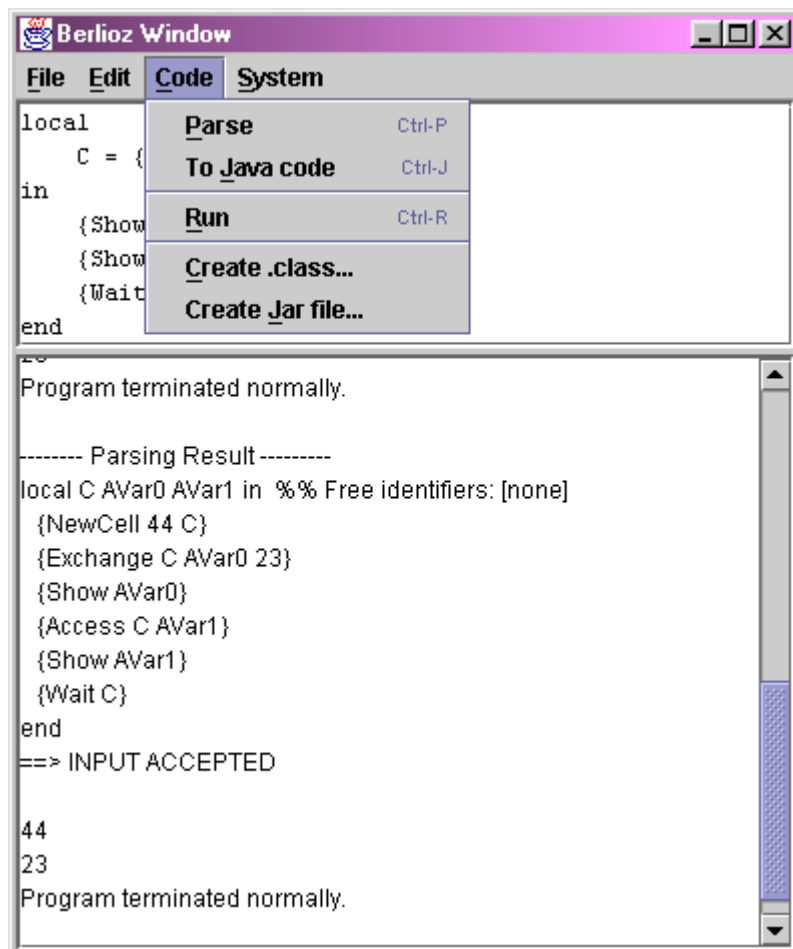 Berlioz Window
File Edit Code System
local
C = {
in
{Show
{Show
{Wait
end
Parse Ctrl-P
To Java code Ctrl-J
Run Ctrl-R
Create .class...
Create Jar file...
Program terminated normally.
-------- Parsing Result ---------
local C AVar0 AVar1 in %% Free identifiers: [none]
{NewCell 44 C}
{Exchange C AVar0 23}
{Show AVar0}
{Access C AVar1}
{Show AVar1}
{Wait C}
end
==> INPUT ACCEPTED
44
23
Program terminated normally.